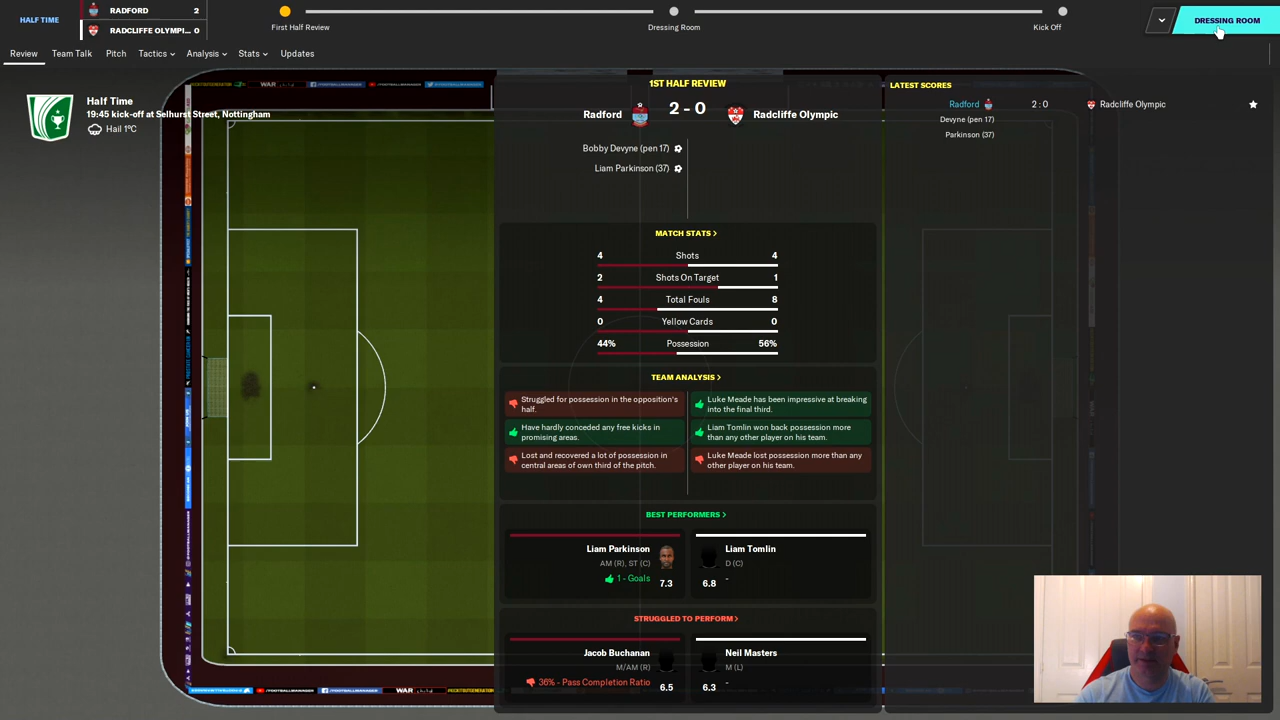 HALF TIME
RADFORD 2
RADCLIFFE OLYMPI... 0
First Half Review
Dressing Room
Kick Off
DRESSING ROOM
Review
Team Talk
Pitch
Tactics
Analysis
Stats
Updates
Half Time
19:45 kick-off at Selhurst Street, Nottingham
Hail 1ºC
1ST HALF REVIEW
Radford
2 - 0
Radcliffe Olympic
Bobby Devyne (pen 17)
Liam Parkinson (37)
MATCH STATS >
4 Shots 4
2 Shots On Target 1
4 Total Fouls 8
0 Yellow Cards 0
44% Possession 56%
TEAM ANALYSIS >
Struggled for possession in the opposition's
half.
Luke Meade has been impressive at breaking
into the final third.
Have hardly conceded any free kicks in
promising areas.
Liam Tomlin won back possession more
than any other player on his team.
Lost and recovered a lot of possession in
central areas of own third of the pitch.
Luke Meade lost possession more than any
other player on his team.
BEST PERFORMERS >
Liam Parkinson
AM (R), ST (C)
1 - Goals
7.3
Liam Tomlin
D (C)
6.8
-
STRUGGLED TO PERFORM >
Jacob Buchanan
M/AM (R)
36% - Pass Completion Ratio
6.5
Neil Masters
M (L)
6.3
-
LATEST SCORES
Radford 2 : 0 Radcliffe Olympic
Devyne (pen 17)
Parkinson (37)